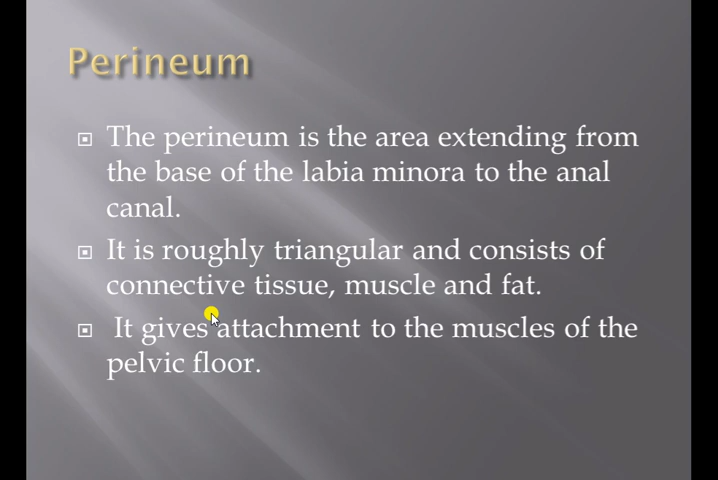 Perineum
The perineum is the area extending from
the base of the labia minora to the anal
canal.
It is roughly triangular and consists of
connective tissue, muscle and fat.
It gives attachment to the muscles of the
pelvic floor.